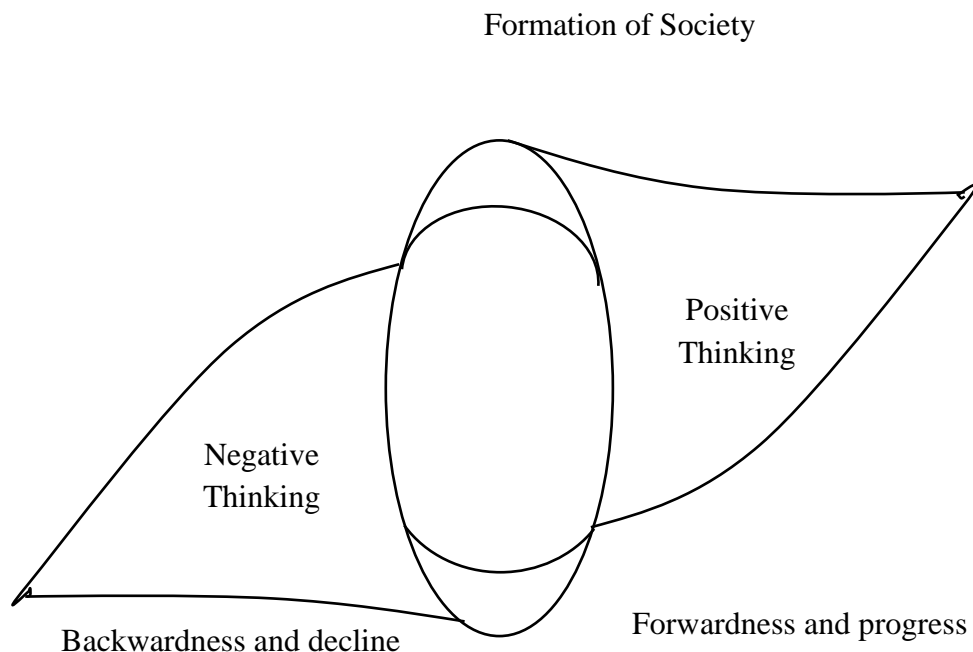 Formation of Society
Positive
Thinking
Negative
Thinking
Forwardness and progress
Backwardness and decline